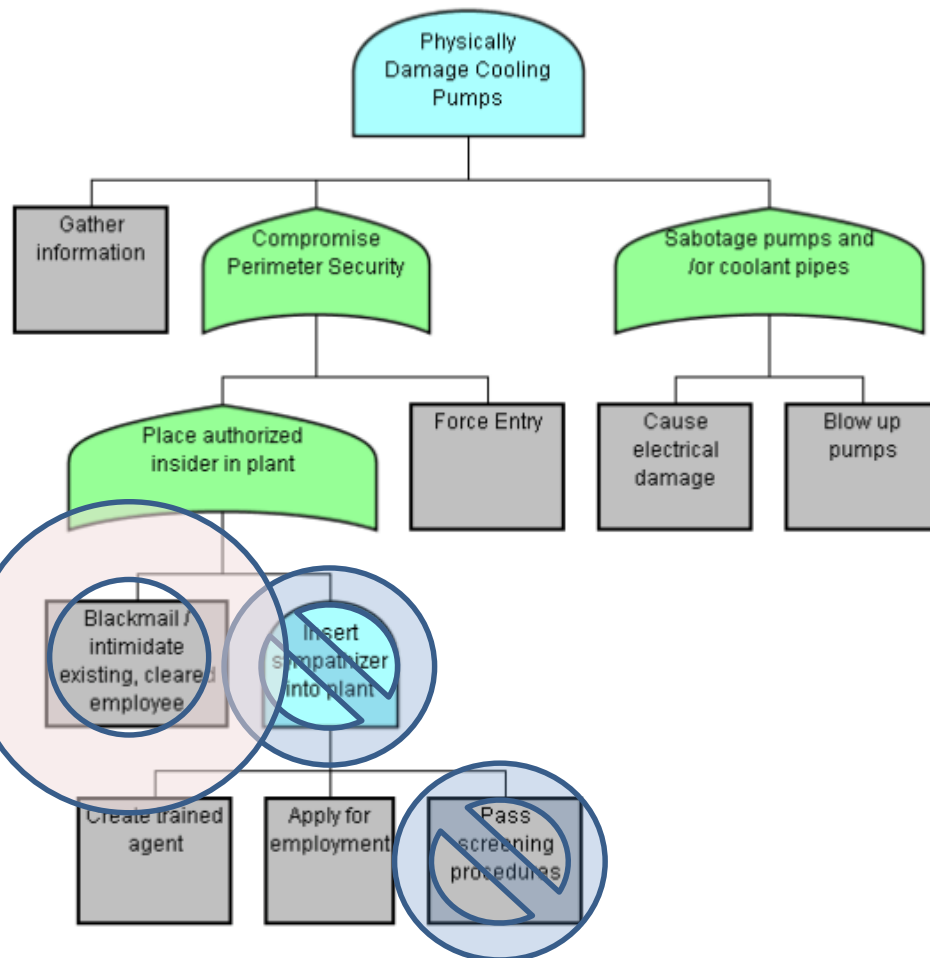 Physically
Damage Cooling
Pumps
Gather
information
Compromise
Perimeter Security
Sabotage pumps and
/or coolant pipes
Place authorized
insider in plant
Force Entry
Cause
electrical
damage
Blow up
pumps
Blackmail /
intimidate
existing, cleared
employee
Insert
sympathizer
into plant
Create trained
agent
Apply for
employment
Pass
screening
procedures